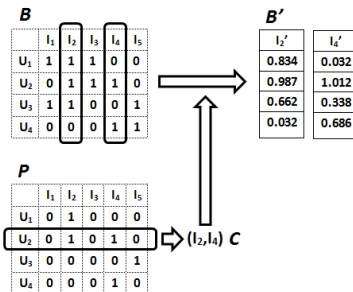 B
I₁ I₂ I₃ I₄ I₅
U₁ 1 1 1 0 0
U₂ 0 1 1 1 0
U₃ 1 1 0 0 1
U₄ 0 0 0 1 1
B’
I₂’ I₄’
0.834 0.032
0.987 1.012
0.662 0.338
0.032 0.686
P
I₁ I₂ I₃ I₄ I₅
U₁ 0 1 0 0 0
U₂ 0 1 0 1 0
U₃ 0 0 0 0 1
U₄ 0 0 0 1 0
(I₂,I₄) C